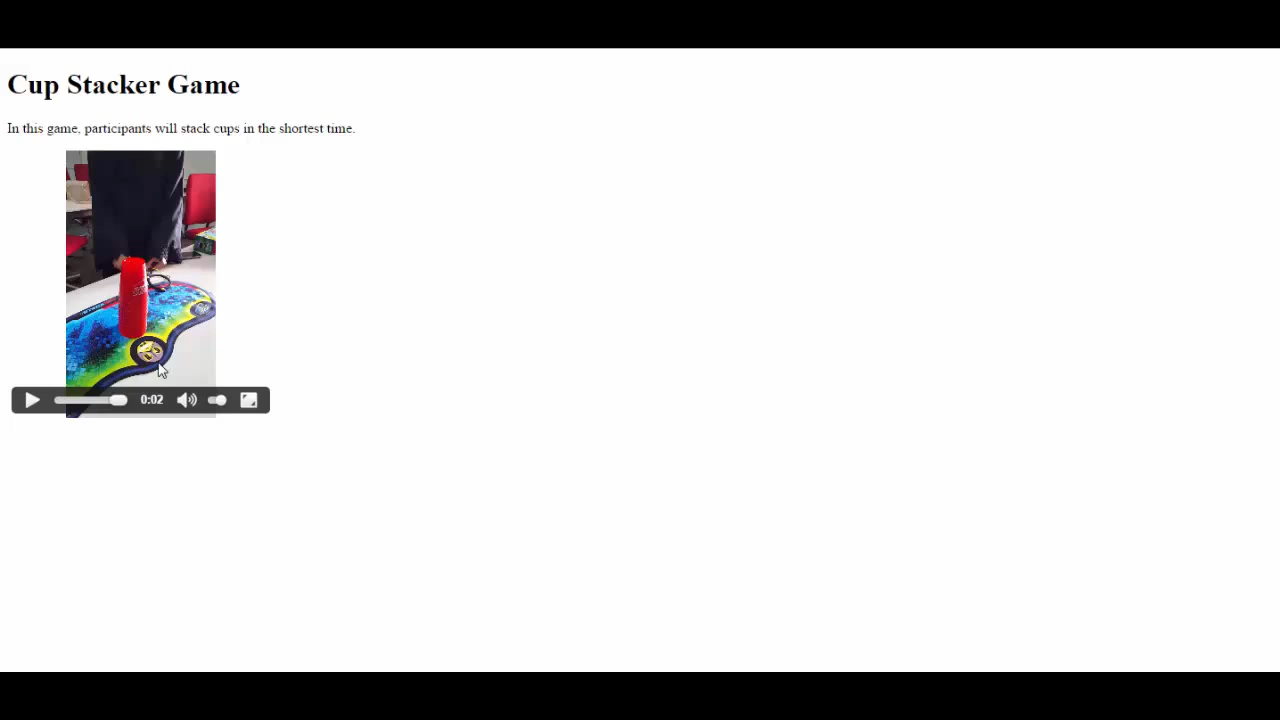 Cup Stacker Game
In this game, participants will stack cups in the shortest time.
0:02